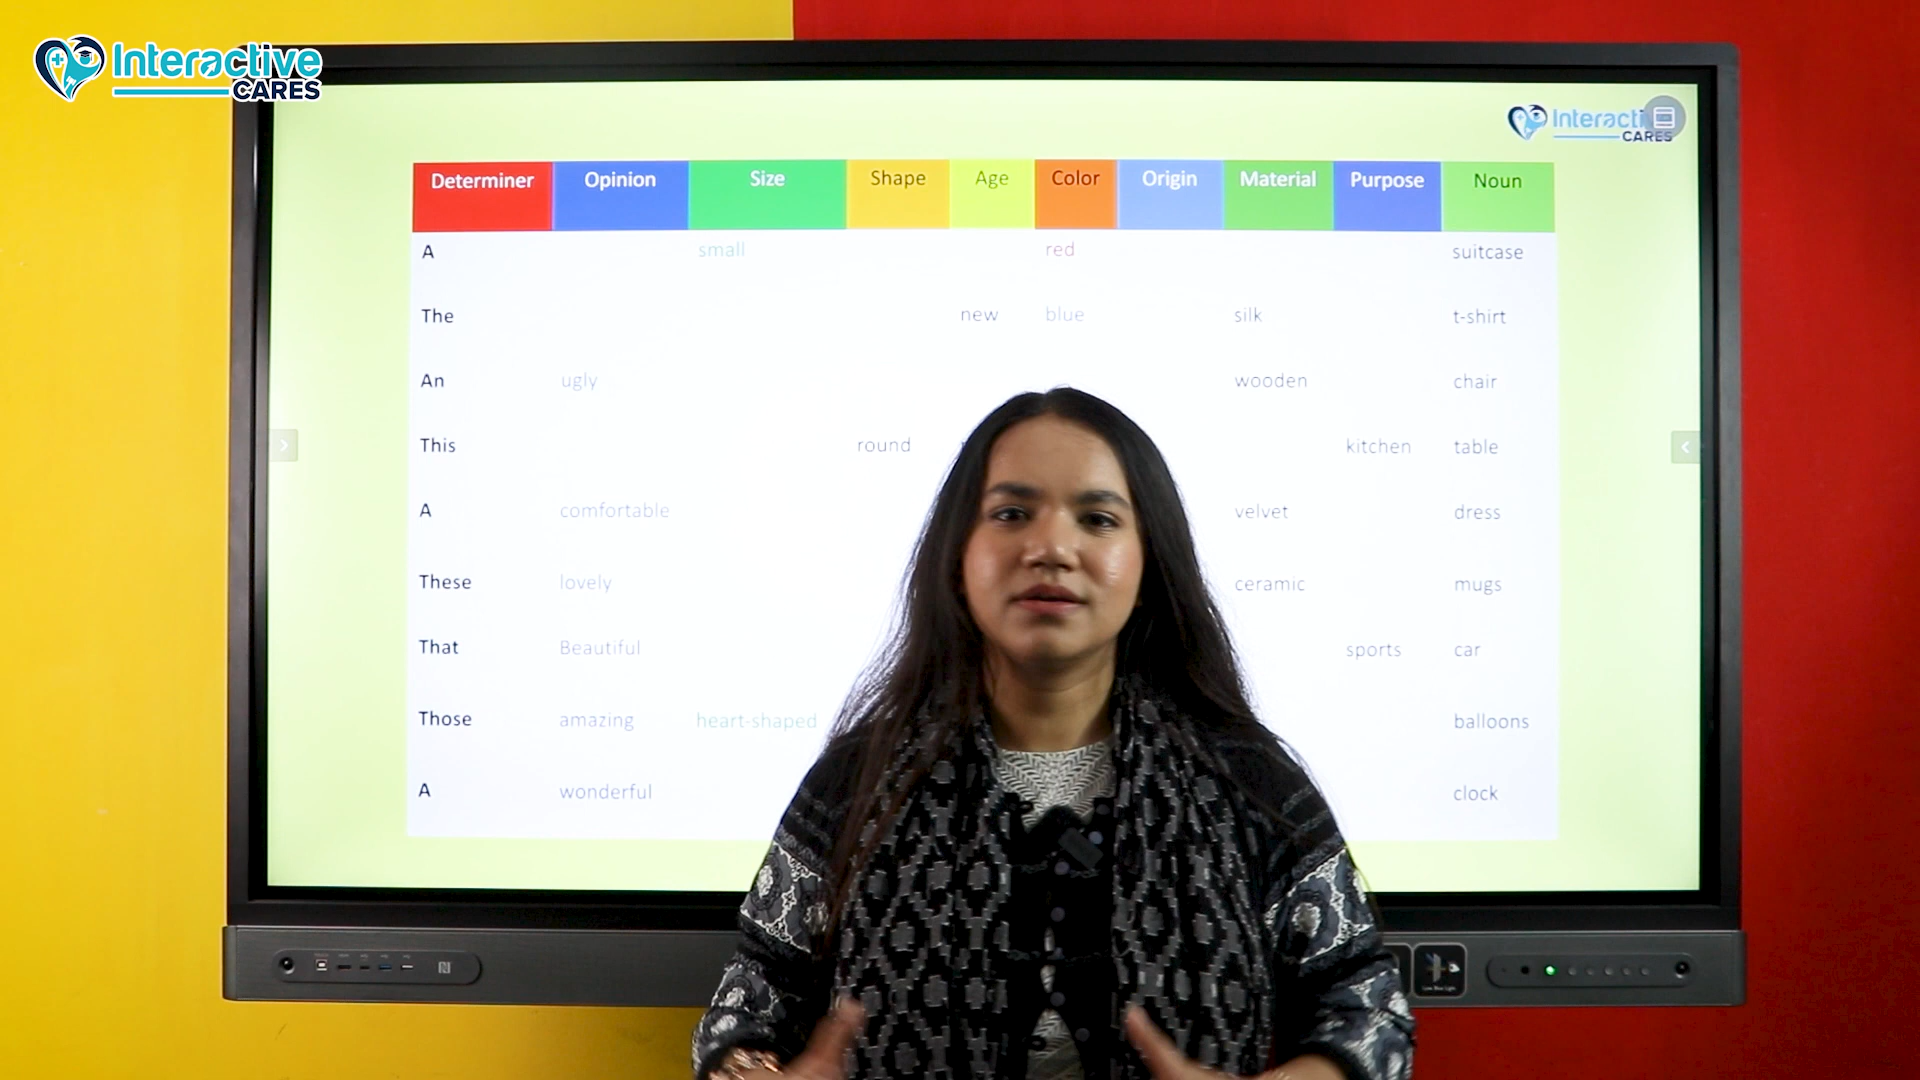 Interactive
CARES
Interacti
CARES
Determiner Opinion Size Shape Age Color Origin Material Purpose Noun
A small red suitcase
The new blue silk t-shirt
An ugly wooden chair
This round kitchen table
A comfortable velvet dress
These lovely ceramic mugs
That Beautiful sports car
Those amazing heart-shaped balloons
A wonderful clock